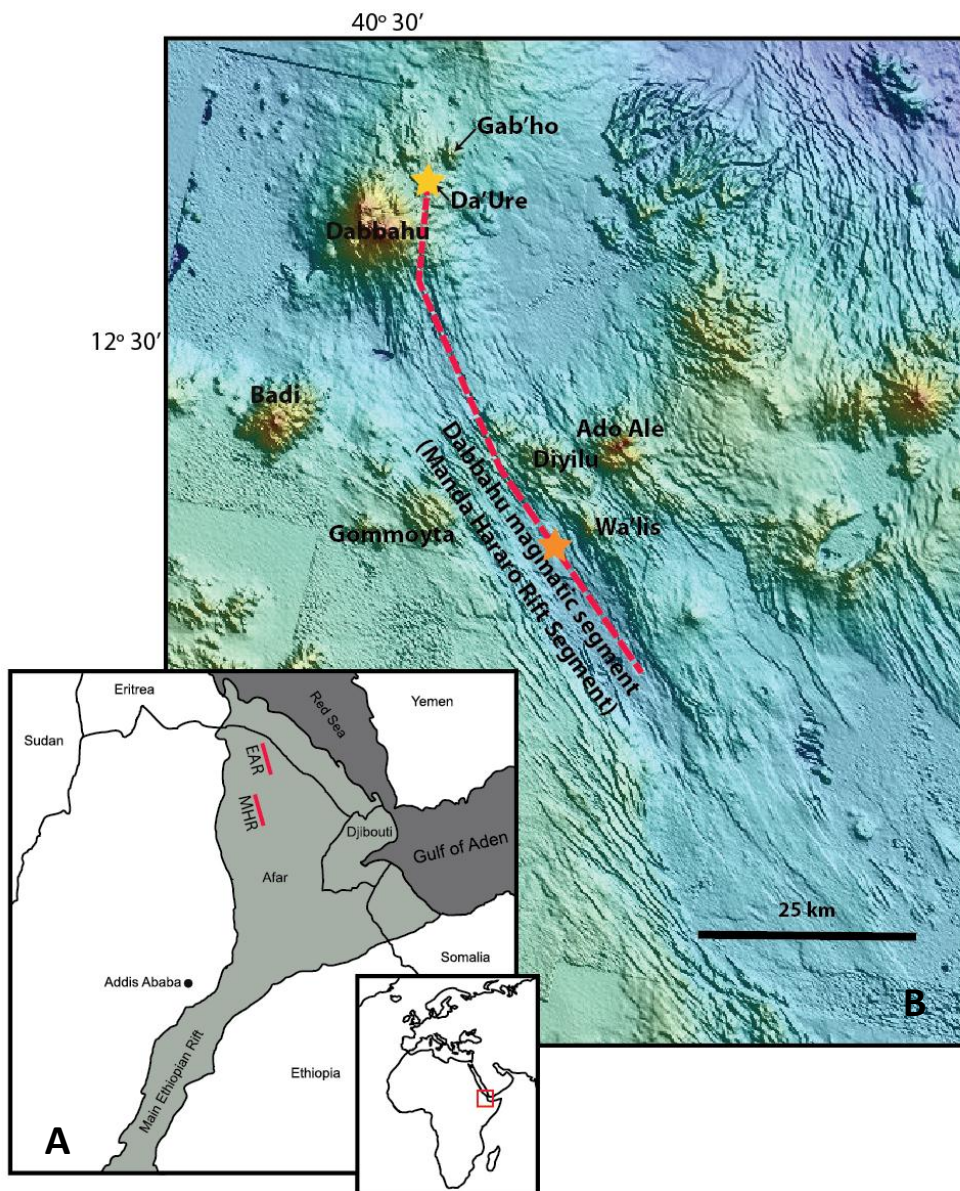 40° 30'
Gab'ho
Da'Ure
Dabbahu
12° 30'
Badi
Ado Ale
Diyilu
Dabbahu magmatic segment
(Manda Hararo Rift Segment)
Gommoyta
Wa'lis
25 km
B
Eritrea
Red Sea
Yemen
Sudan
EAR
MHR
Djibouti
Gulf of Aden
Afar
Somalia
Addis Ababa
Main Ethiopian Rift
Ethiopia
A